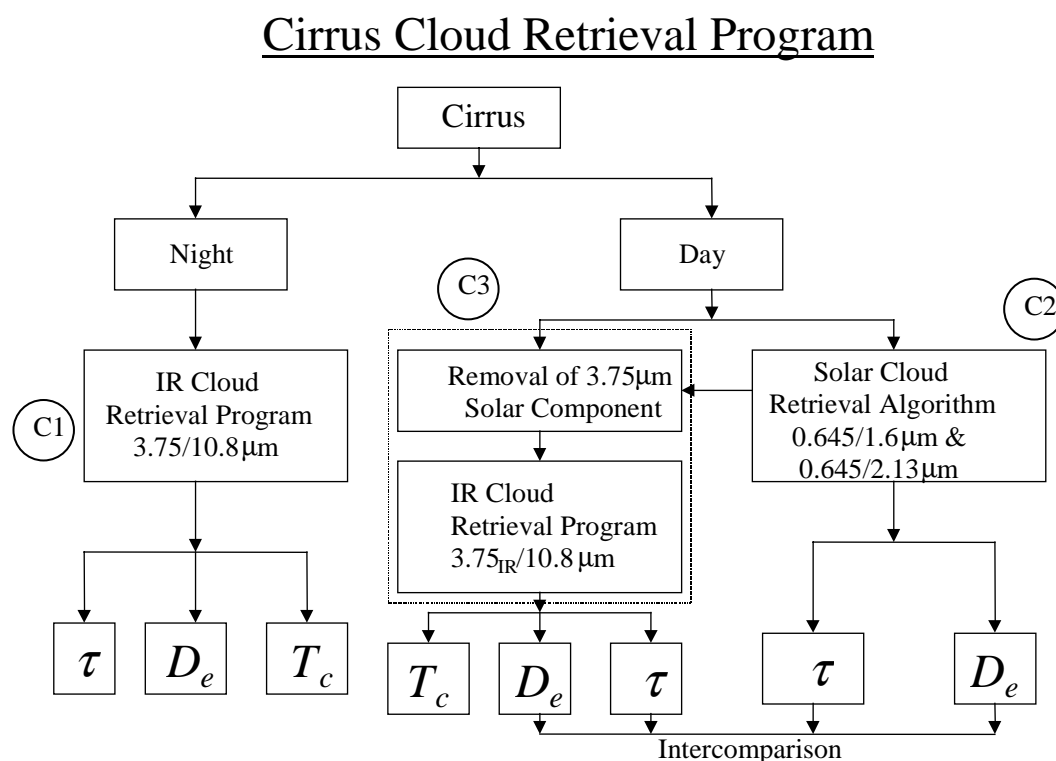 Cirrus Cloud Retrieval Program
Cirrus
Night
Day
C3
C2
C1
IR Cloud
Retrieval Program
3.75/10.8μm
Removal of 3.75μm
Solar Component
Solar Cloud
Retrieval Algorithm
0.645/1.6μm &
0.645/2.13μm
IR Cloud
Retrieval Program
3.75IR/10.8μm
τ
De
Tc
Tc
De
τ
τ
De
Intercomparison